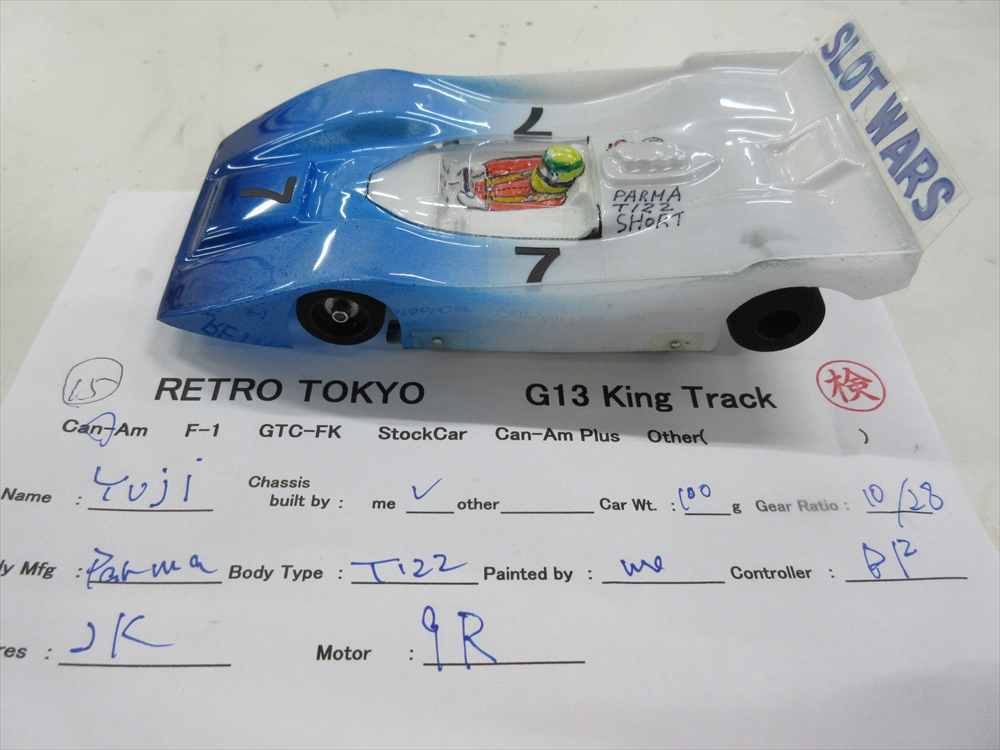 SLOT WARS
7
7
7
PARMA
T122
SHORT
15 RETRO TOKYO G13 King Track 検
Can-Am F-1 GTC-FK StockCar Can-Am Plus Other( )
Name : Yuji Chassis built by : me ✓ other Car Wt. : 100 g Gear Ratio : 10/28
y Mfg : Parma Body Type : T122 Painted by : me Controller : 
res : JK Motor : 9R